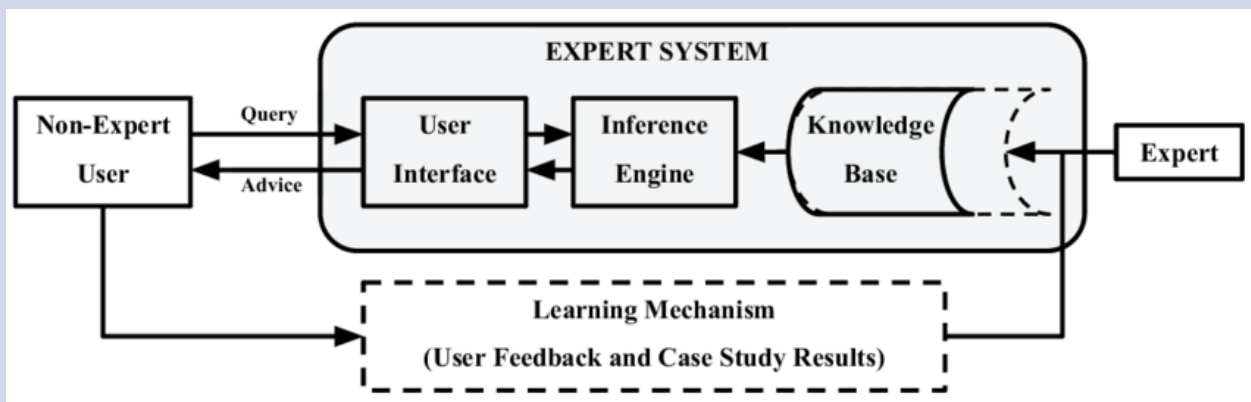 EXPERT SYSTEM
Non-Expert
User
Query
Advice
User
Interface
Inference
Engine
Knowledge
Base
Expert
Learning Mechanism
(User Feedback and Case Study Results)